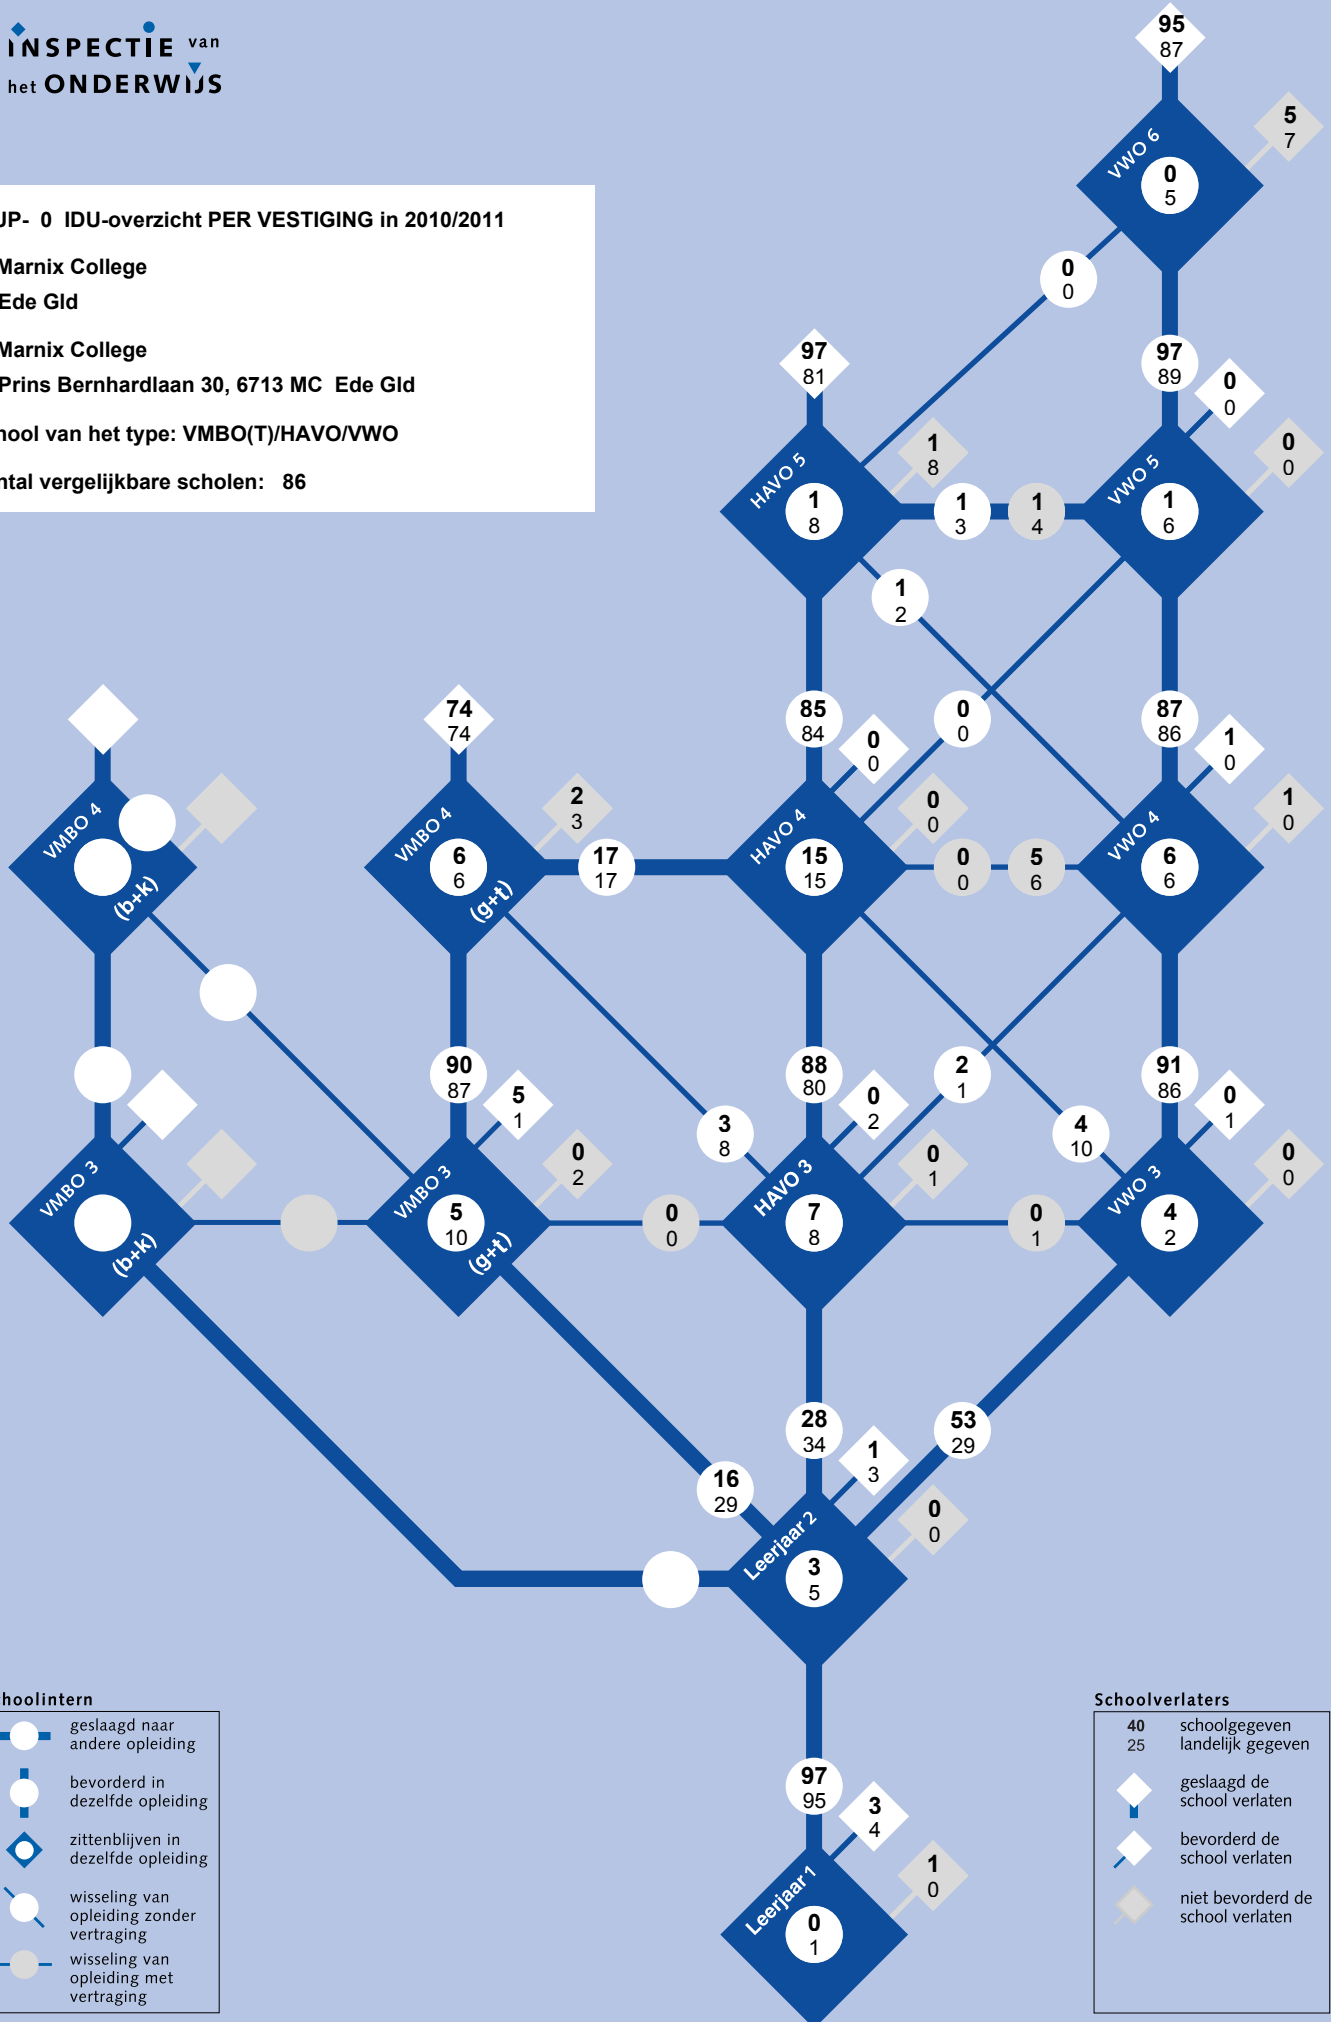 INSPECTIE van
het ONDERWIJS
UP- 0 IDU-overzicht PER VESTIGING in 2010/2011
Marnix College
Ede Gld
Marnix College
Prins Bernhardlaan 30, 6713 MC Ede Gld
hool van het type: VMBO(T)/HAVO/VWO
ntal vergelijkbare scholen: 86
95
87
5
7
VWO 6
0
5
0
0
97
81
97
89
0
0
1
8
0
0
HAVO 5
1
8
1
3
1
4
VWO 5
1
6
1
2
74
74
85
84
0
0
0
0
87
86
1
0
2
3
0
0
1
0
VMBO 4
(b+k)
VMBO 4
6
6
(g+t)
17
17
HAVO 4
15
15
0
0
5
6
VWO 4
6
6
90
87
5
1
3
8
88
80
0
2
2
1
4
10
91
86
0
1
0
2
0
1
0
0
VMBO 3
(b+k)
VMBO 3
5
10
(g+t)
0
0
HAVO 3
7
8
0
1
VWO 3
4
2
28
34
53
29
1
3
16
29
0
0
Leerjaar 2
3
5
97
95
3
4
1
0
Leerjaar 1
0
1
hoolintern
geslaagd naar
andere opleiding
bevorderd in
dezelfde opleiding
zittenblijven in
dezelfde opleiding
wisseling van
opleiding zonder
vertraging
wisseling van
opleiding met
vertraging
Schoolverlaters
40 schoolgegeven
25 landelijk gegeven
geslaagd de
school verlaten
bevorderd de
school verlaten
niet bevorderd de
school verlaten